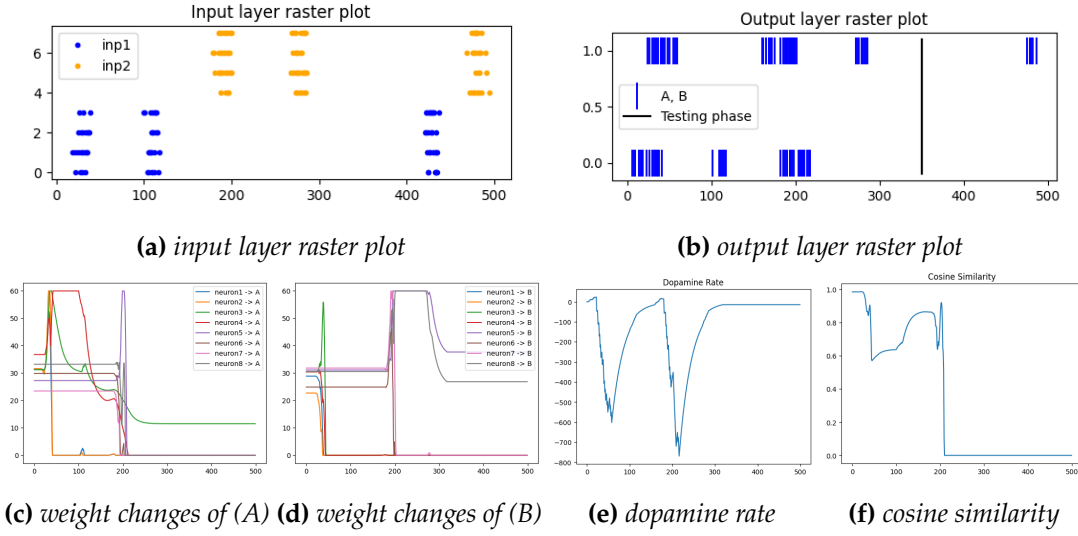 Input layer raster plot
inp1
inp2
6
4
2
0
0
100
200
300
400
500
(a) input layer raster plot
Output layer raster plot
1.0
0.5
0.0
A, B
Testing phase
0
100
200
300
400
500
(b) output layer raster plot
60
50
40
30
20
10
0
neuron1 -> A
neuron2 -> A
neuron3 -> A
neuron4 -> A
neuron5 -> A
neuron6 -> A
neuron7 -> A
neuron8 -> A
0
100
200
300
400
500
(c) weight changes of (A)
60
50
40
30
20
10
0
neuron1 -> B
neuron2 -> B
neuron3 -> B
neuron4 -> B
neuron5 -> B
neuron6 -> B
neuron7 -> B
neuron8 -> B
0
100
200
300
400
500
(d) weight changes of (B)
Dopamine Rate
0
−100
−200
−300
−400
−500
−600
−700
−800
0
100
200
300
400
500
(e) dopamine rate
Cosine Similarity
1.0
0.8
0.6
0.4
0.2
0.0
0
100
200
300
400
500
(f) cosine similarity